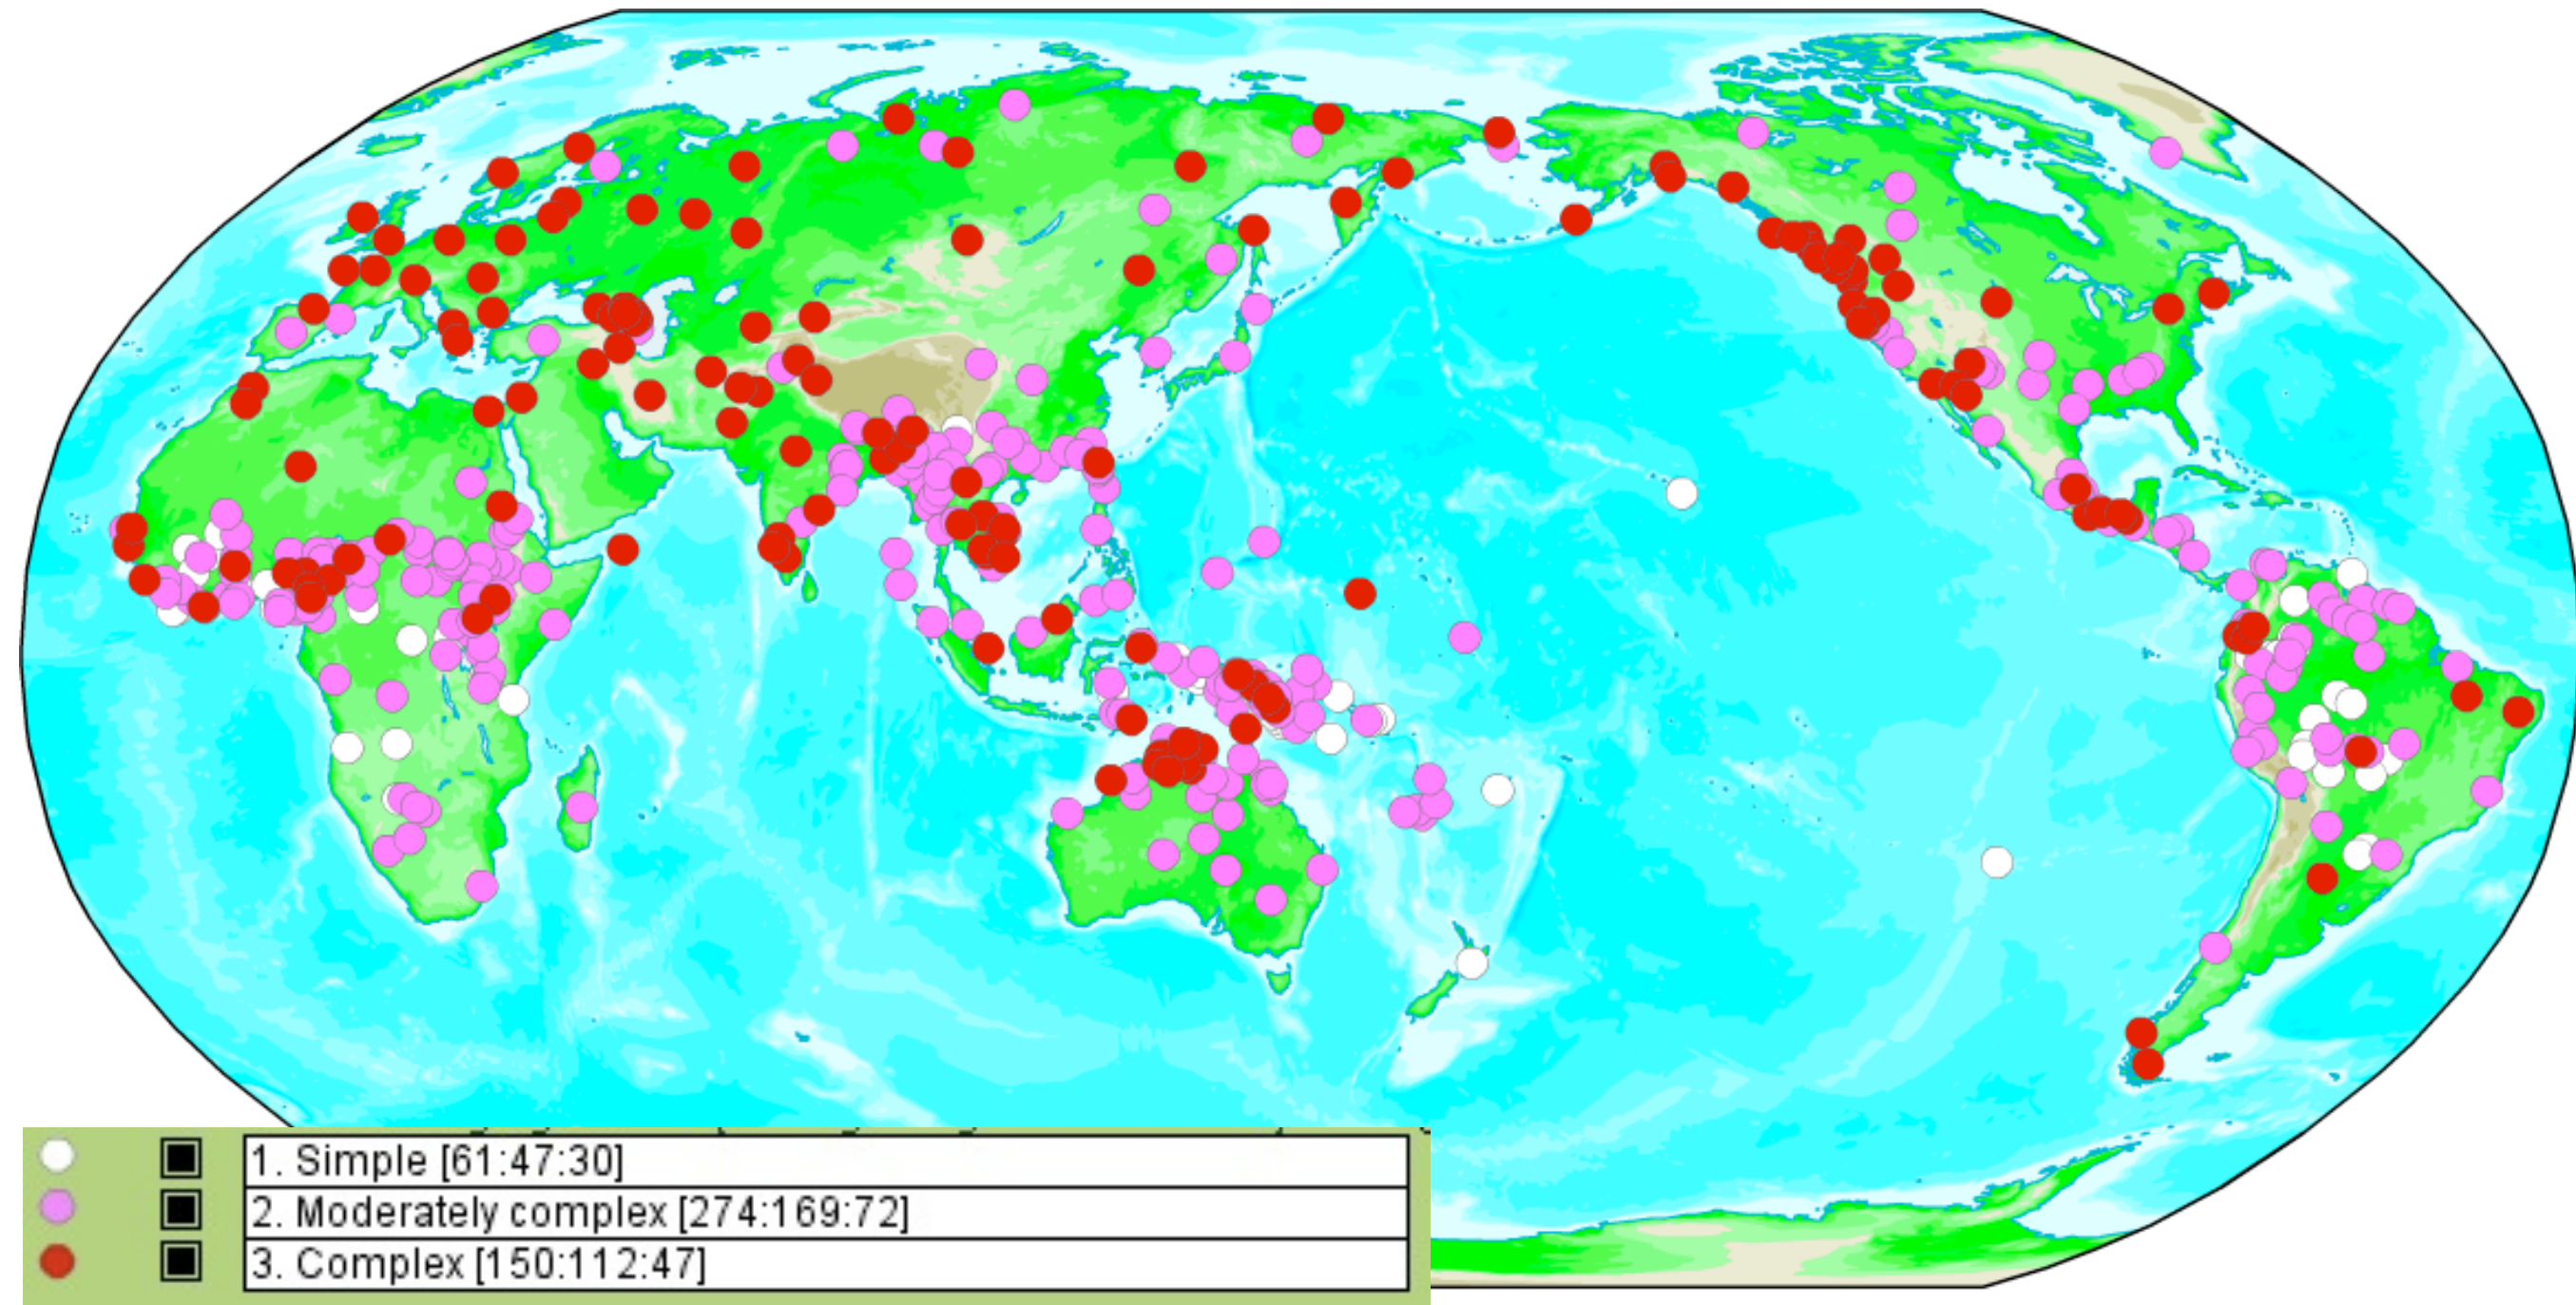 1. Simple [61:47:30]
2. Moderately complex [274:169:72]
3. Complex [150:112:47]